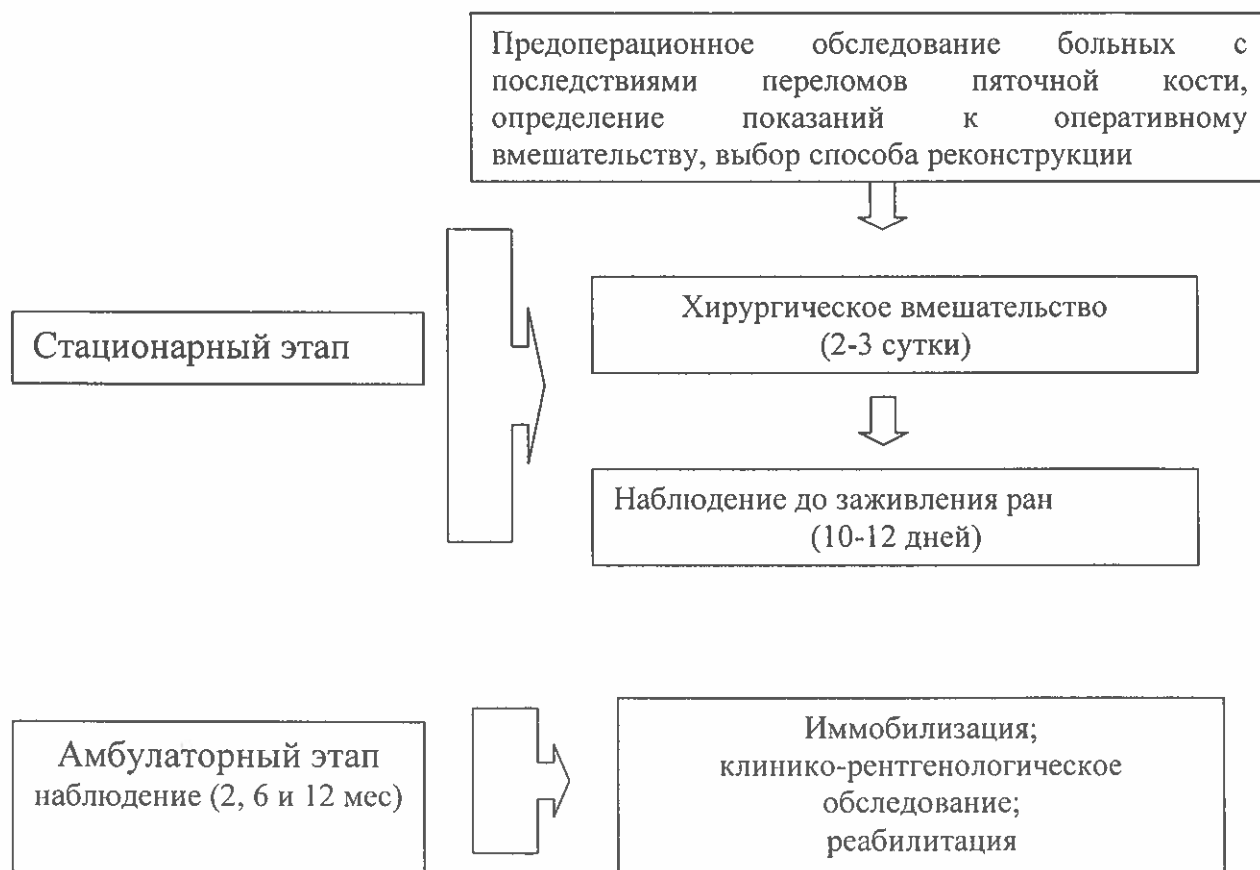 Предоперационное обследование больных с
последствиями переломов пяточной кости,
определение показаний к оперативному
вмешательству, выбор способа реконструкции
Стационарный этап
Хирургическое вмешательство
(2-3 сутки)
Наблюдение до заживления ран
(10-12 дней)
Амбулаторный этап
наблюдение (2, 6 и 12 мес)
Иммобилизация;
клинико-рентгенологическое
обследование;
реабилитация